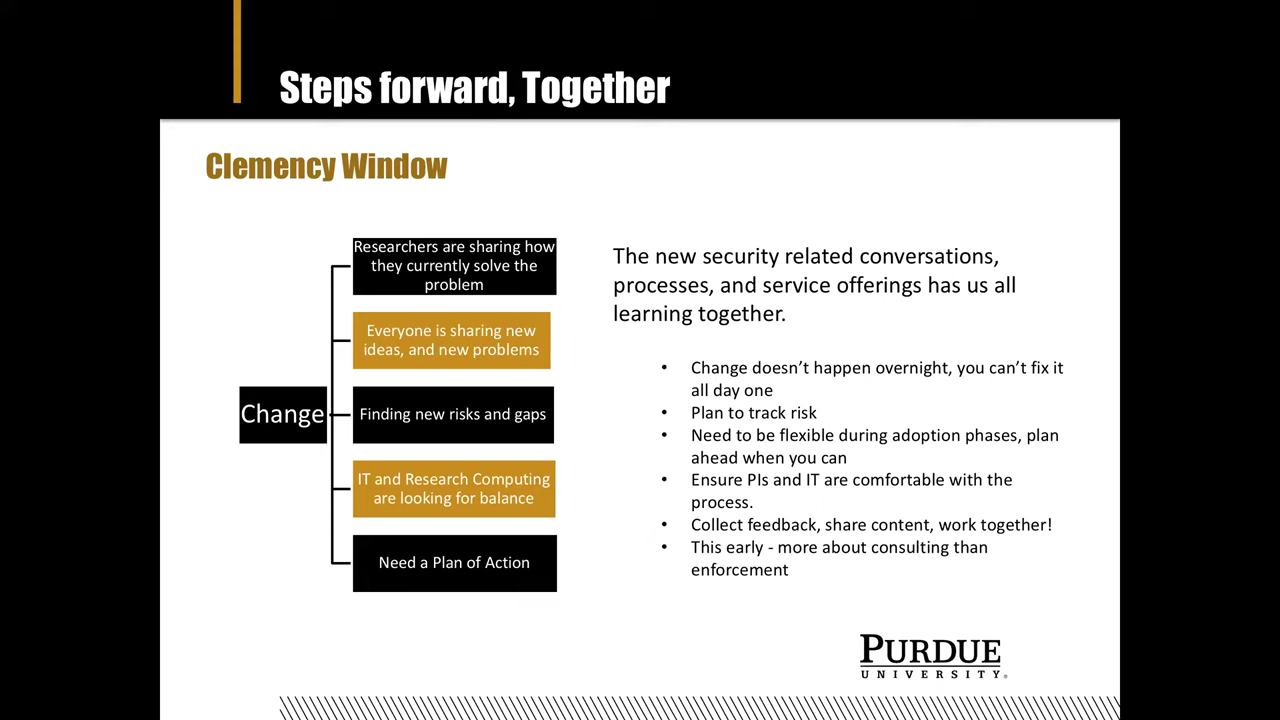 Steps forward, Together
Clemency Window
Researchers are sharing how
they currently solve the
problem
Everyone is sharing new
ideas, and new problems
Change
Finding new risks and gaps
IT and Research Computing
are looking for balance
Need a Plan of Action
The new security related conversations,
processes, and service offerings has us all
learning together.
• Change doesn’t happen overnight, you can’t fix it
all day one
• Plan to track risk
• Need to be flexible during adoption phases, plan
ahead when you can
• Ensure PIs and IT are comfortable with the
process.
• Collect feedback, share content, work together!
• This early - more about consulting than
enforcement
PURDUE
UNIVERSITY®